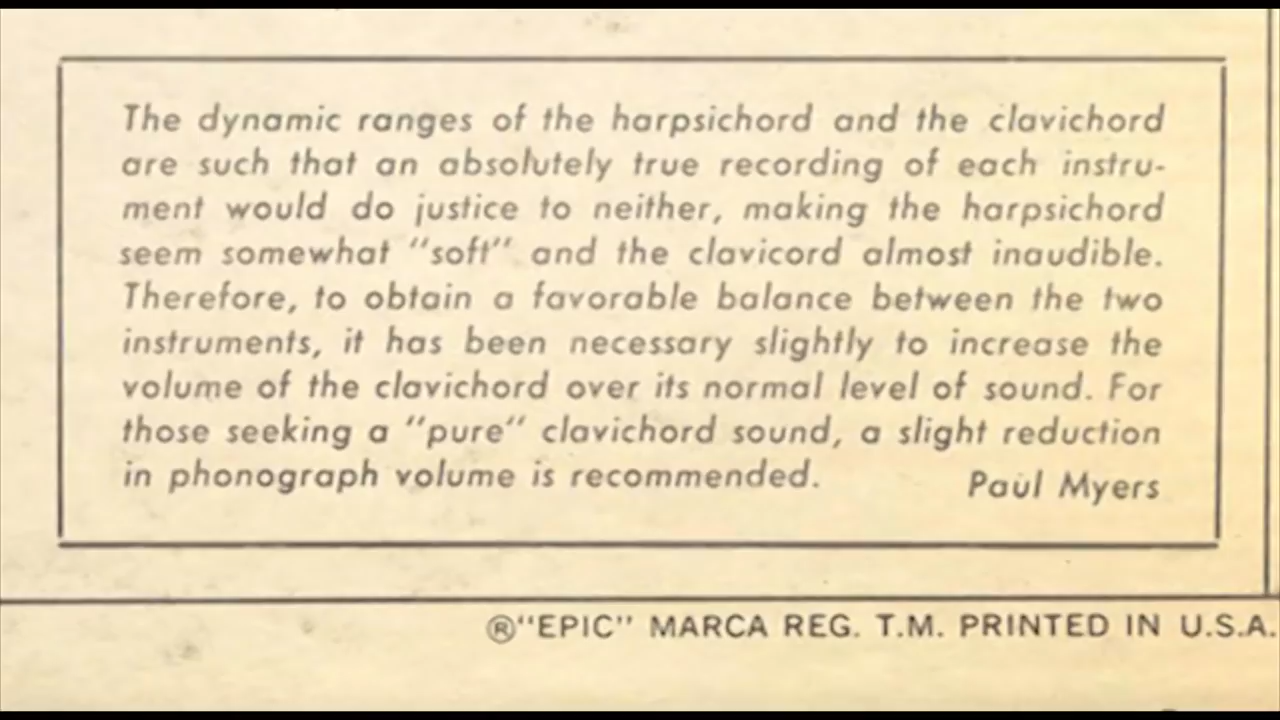 The dynamic ranges of the harpsichord and the clavichord
are such that an absolutely true recording of each instru-
ment would do justice to neither, making the harpsichord
seem somewhat "soft" and the clavicord almost inaudible.
Therefore, to obtain a favorable balance between the two
instruments, it has been necessary slightly to increase the
volume of the clavichord over its normal level of sound. For
those seeking a "pure" clavichord sound, a slight reduction
in phonograph volume is recommended.
Paul Myers
®"EPIC" MARCA REG. T.M. PRINTED IN U.S.A.